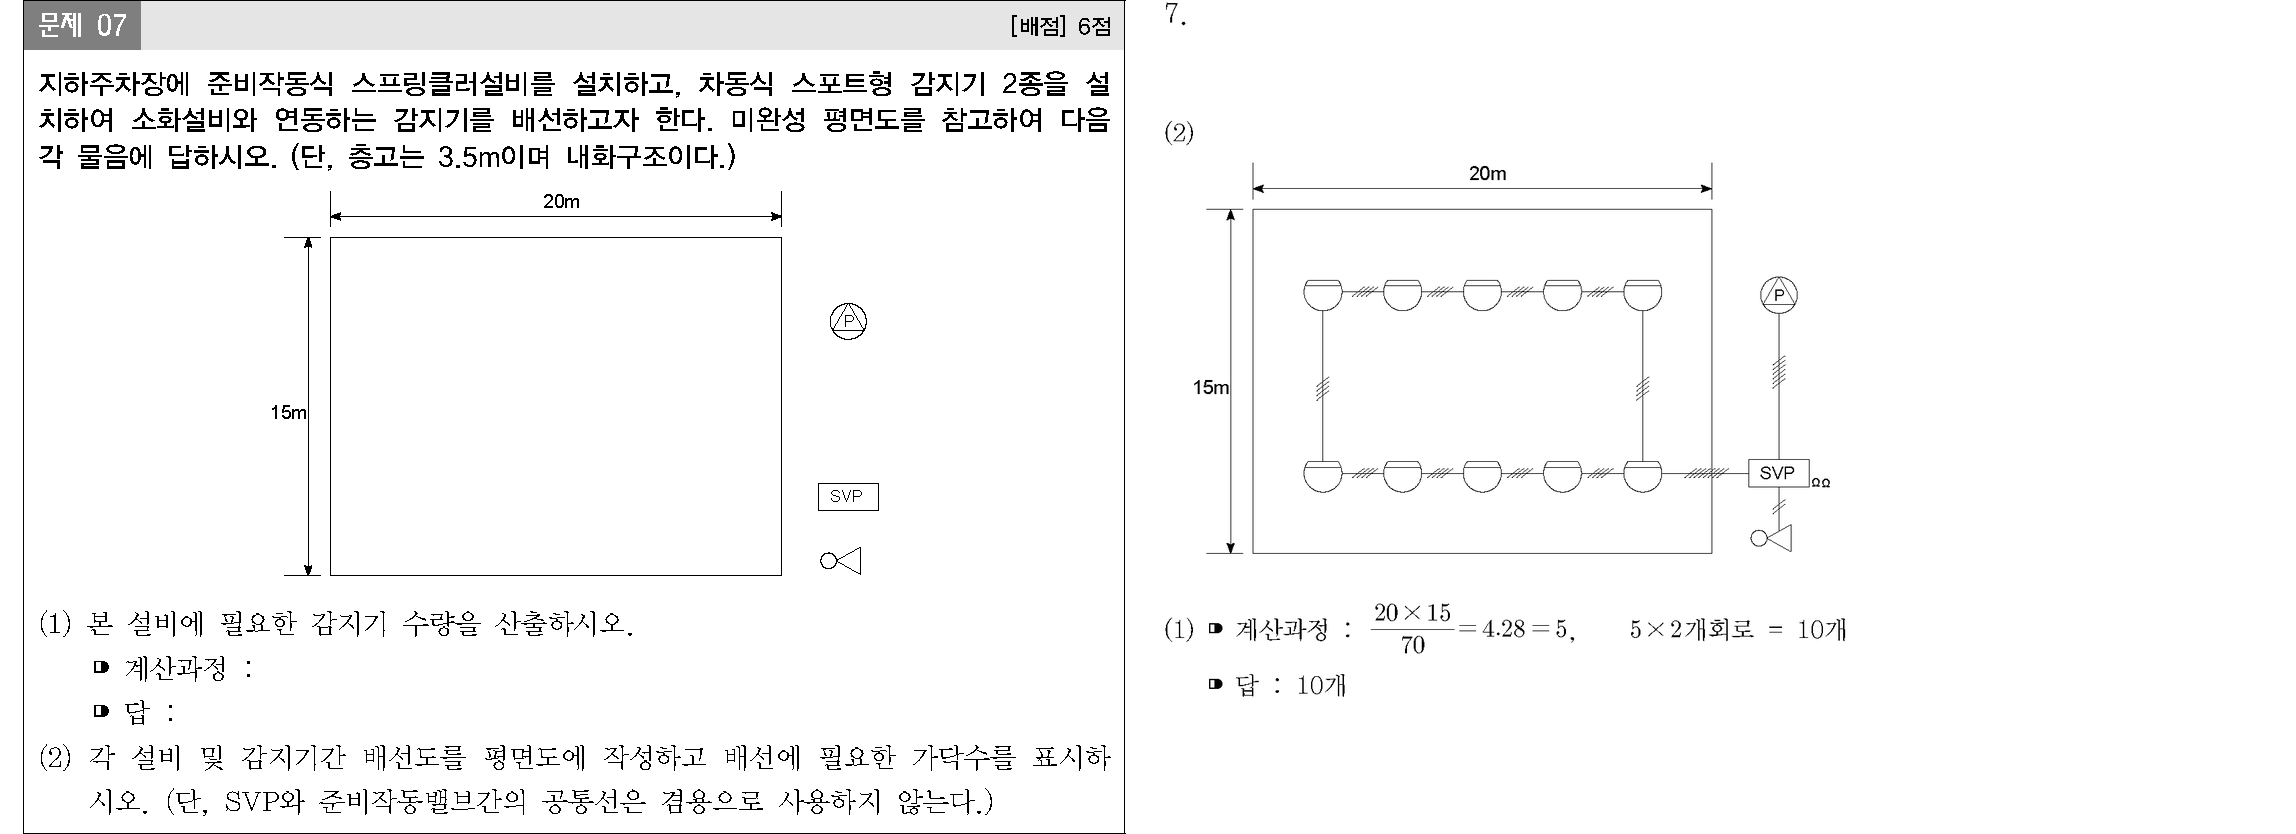 문제 07
[배점] 6점
지하주차장에 준비작동식 스프링클러설비를 설치하고, 차동식 스포트형 감지기 2종을 설
치하여 소화설비와 연동하는 감지기를 배선하고자 한다. 미완성 평면도를 참고하여 다음
각 물음에 답하시오. (단, 층고는 3.5m이며 내화구조이다.)
20m
15m
P
SVP
(1) 본 설비에 필요한 감지기 수량을 산출하시오.
계산과정 :
답 :
(2) 각 설비 및 감지기간 배선도를 평면도에 작성하고 배선에 필요한 가닥수를 표시하
시오. (단, SVP와 준비작동밸브간의 공통선은 겸용으로 사용하지 않는다.)
7.
(2)
20m
15m
P
SVP
ΩΩ
(1) 계산과정 : 20×15/70 = 4.28 = 5, 5×2개회로 = 10개
답 : 10개